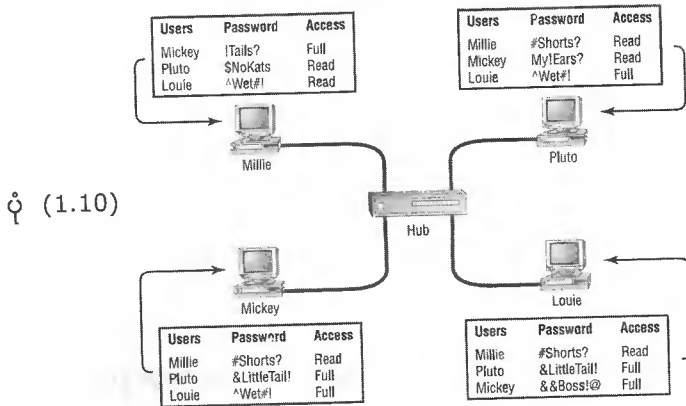 Users Password Access
Mickey !Tails? Full
Pluto $NoKats Read
Louie ^Wet#! Read
Millie
Users Password Access
Millie #Shorts? Read
Mickey My!Ears? Read
Louie ^Wet#! Full
Pluto
(1.10)
Hub
Mickey
Users Password Access
Millie #Shorts? Read
Pluto &LittleTail! Full
Louie ^Wet#! Full
Louie
Users Password Access
Millie #Shorts? Read
Pluto &LittleTail! Full
Mickey &&Boss!@ Full